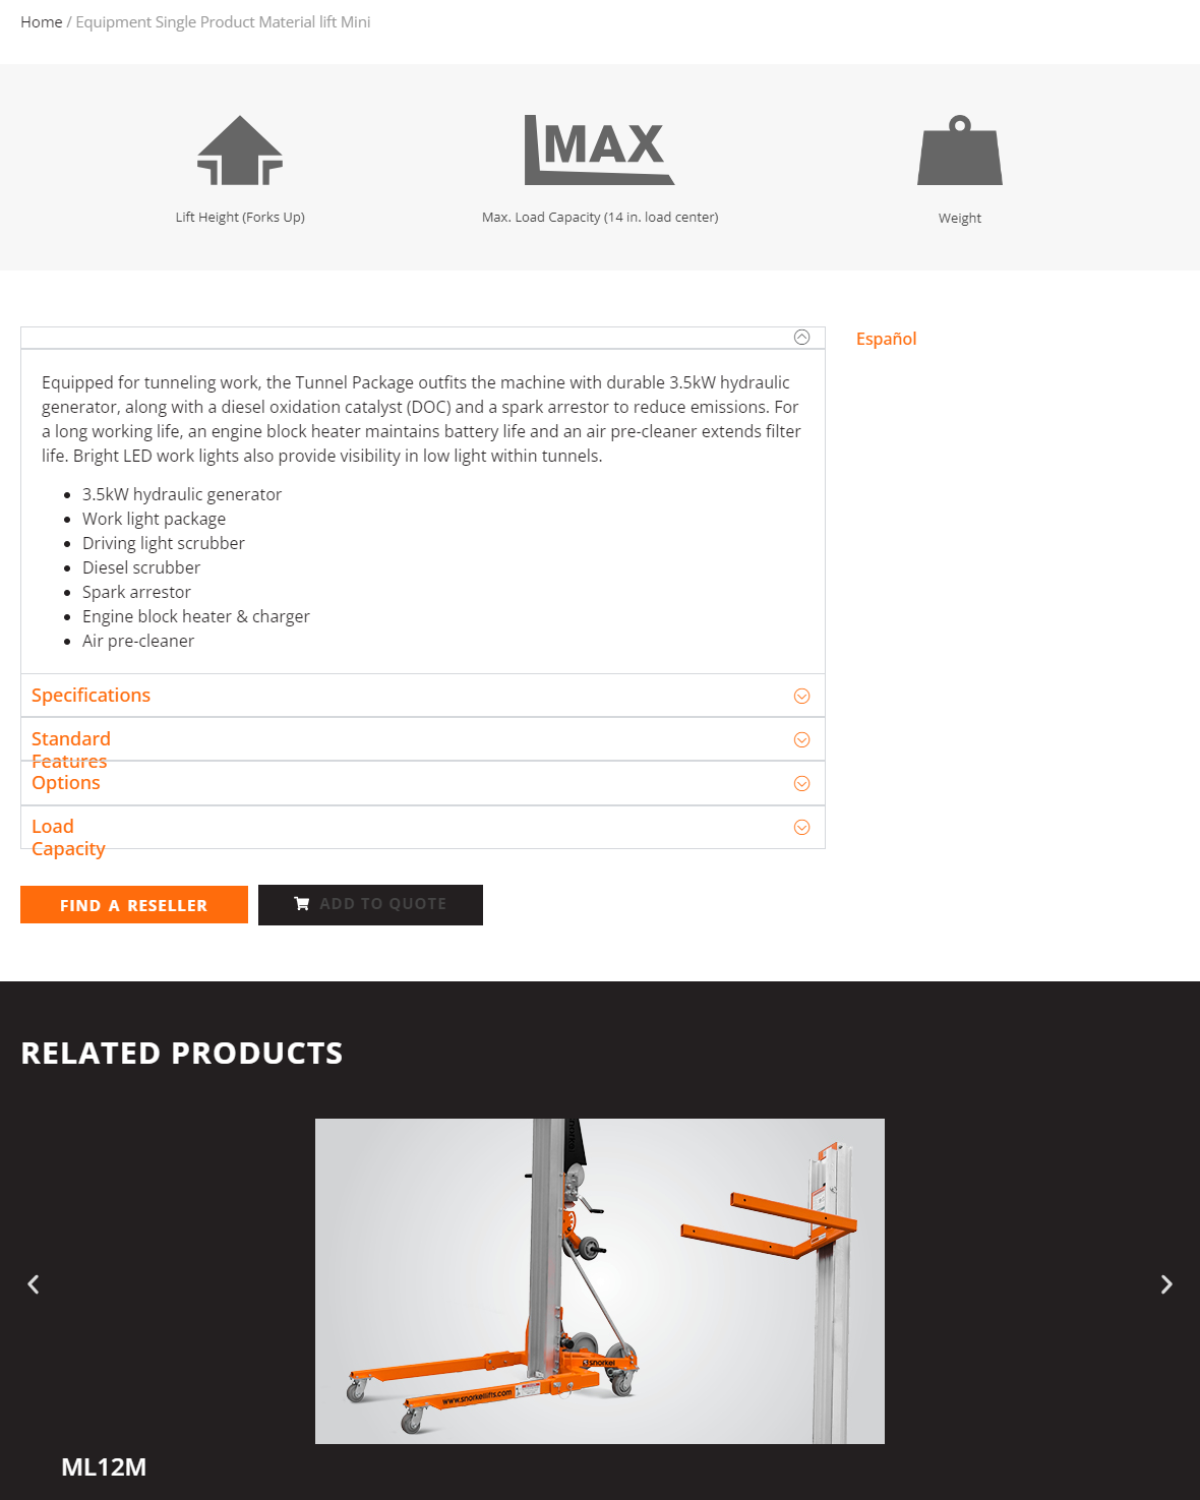 Home / Equipment Single Product Material lift Mini
MAX
Lift Height (Forks Up)
Max. Load Capacity (14 in. load center)
Weight
Español
Equipped for tunneling work, the Tunnel Package outfits the machine with durable 3.5kW hydraulic
generator, along with a diesel oxidation catalyst (DOC) and a spark arrestor to reduce emissions. For
a long working life, an engine block heater maintains battery life and an air pre-cleaner extends filter
life. Bright LED work lights also provide visibility in low light within tunnels.
3.5kW hydraulic generator
Work light package
Driving light scrubber
Diesel scrubber
Spark arrestor
Engine block heater & charger
Air pre-cleaner
Specifications
Standard
Features
Options
Load
Capacity
FIND A RESELLER
ADD TO QUOTE
RELATED PRODUCTS
snorkel
www.snorkellifts.com
ML12M